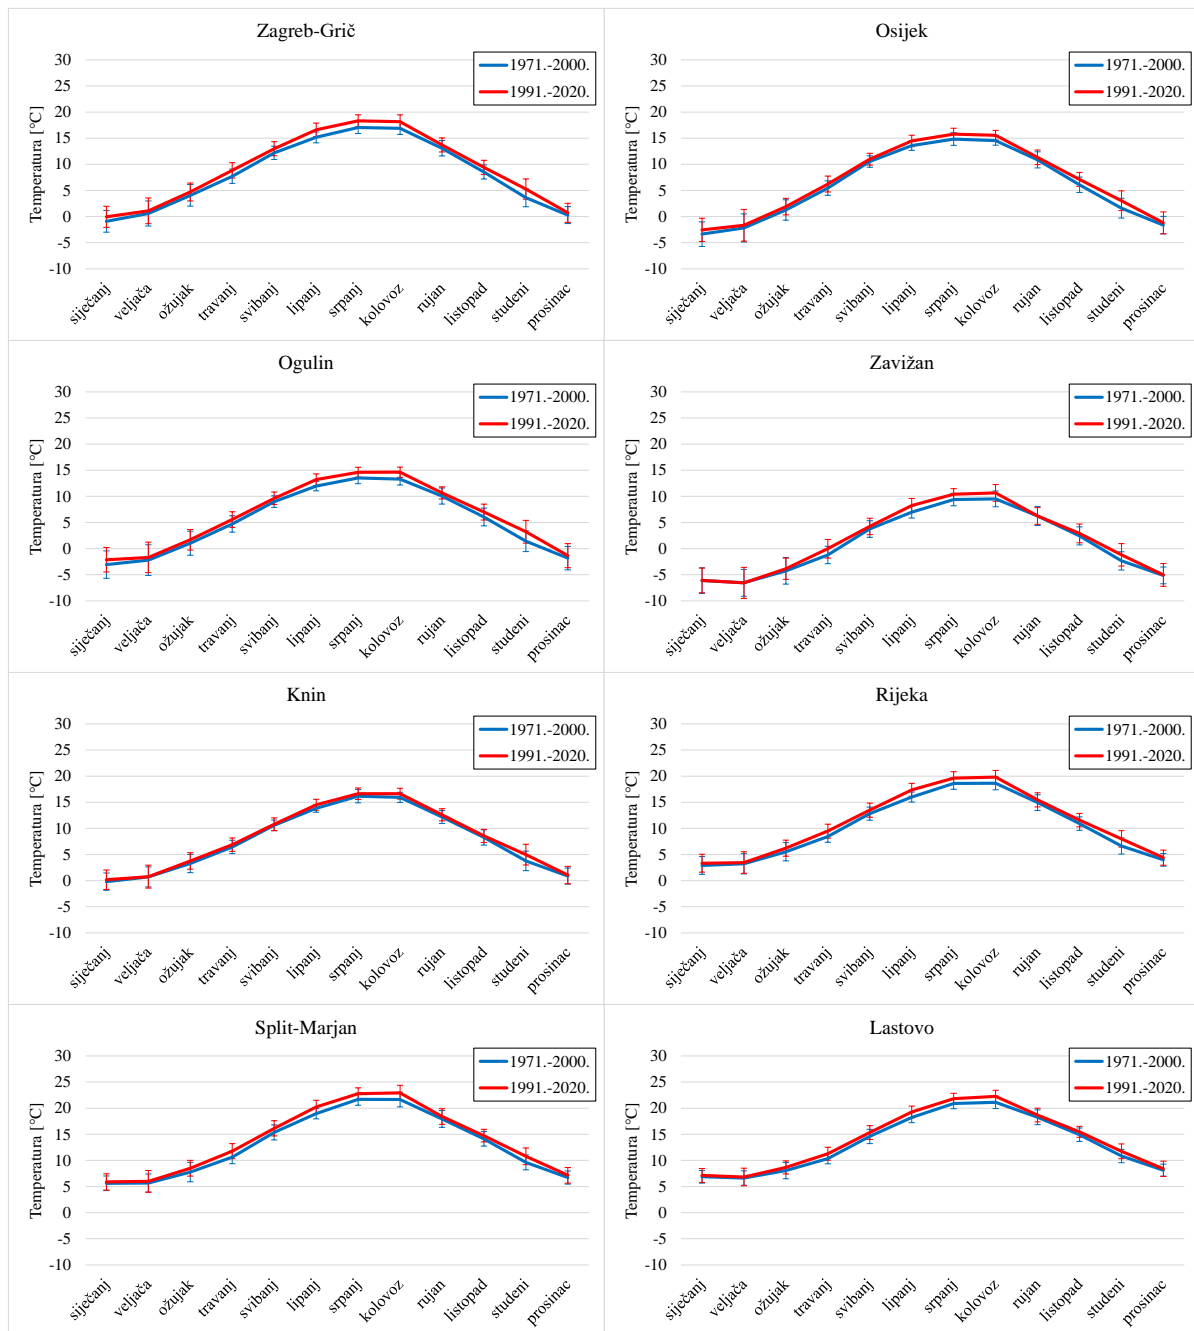 Zagreb-Grič
1971.-2000.
1991.-2020.
Temperatura [°C]
30
25
20
15
10
5
0
-5
-10
siječanj
veljača
ožujak
travanj
svibanj
lipanj
srpanj
kolovoz
rujan
listopad
studeni
prosinac
Osijek
1971.-2000.
1991.-2020.
Temperatura [°C]
30
25
20
15
10
5
0
-5
-10
siječanj
veljača
ožujak
travanj
svibanj
lipanj
srpanj
kolovoz
rujan
listopad
studeni
prosinac
Ogulin
1971.-2000.
1991.-2020.
Temperatura [°C]
30
25
20
15
10
5
0
-5
-10
siječanj
veljača
ožujak
travanj
svibanj
lipanj
srpanj
kolovoz
rujan
listopad
studeni
prosinac
Zavižan
1971.-2000.
1991.-2020.
Temperatura [°C]
30
25
20
15
10
5
0
-5
-10
siječanj
veljača
ožujak
travanj
svibanj
lipanj
srpanj
kolovoz
rujan
listopad
studeni
prosinac
Knin
1971.-2000.
1991.-2020.
Temperatura [°C]
30
25
20
15
10
5
0
-5
-10
siječanj
veljača
ožujak
travanj
svibanj
lipanj
srpanj
kolovoz
rujan
listopad
studeni
prosinac
Rijeka
1971.-2000.
1991.-2020.
Temperatura [°C]
30
25
20
15
10
5
0
-5
-10
siječanj
veljača
ožujak
travanj
svibanj
lipanj
srpanj
kolovoz
rujan
listopad
studeni
prosinac
Split-Marjan
1971.-2000.
1991.-2020.
Temperatura [°C]
30
25
20
15
10
5
0
-5
-10
siječanj
veljača
ožujak
travanj
svibanj
lipanj
srpanj
kolovoz
rujan
listopad
studeni
prosinac
Lastovo
1971.-2000.
1991.-2020.
Temperatura [°C]
30
25
20
15
10
5
0
-5
-10
siječanj
veljača
ožujak
travanj
svibanj
lipanj
srpanj
kolovoz
rujan
listopad
studeni
prosinac